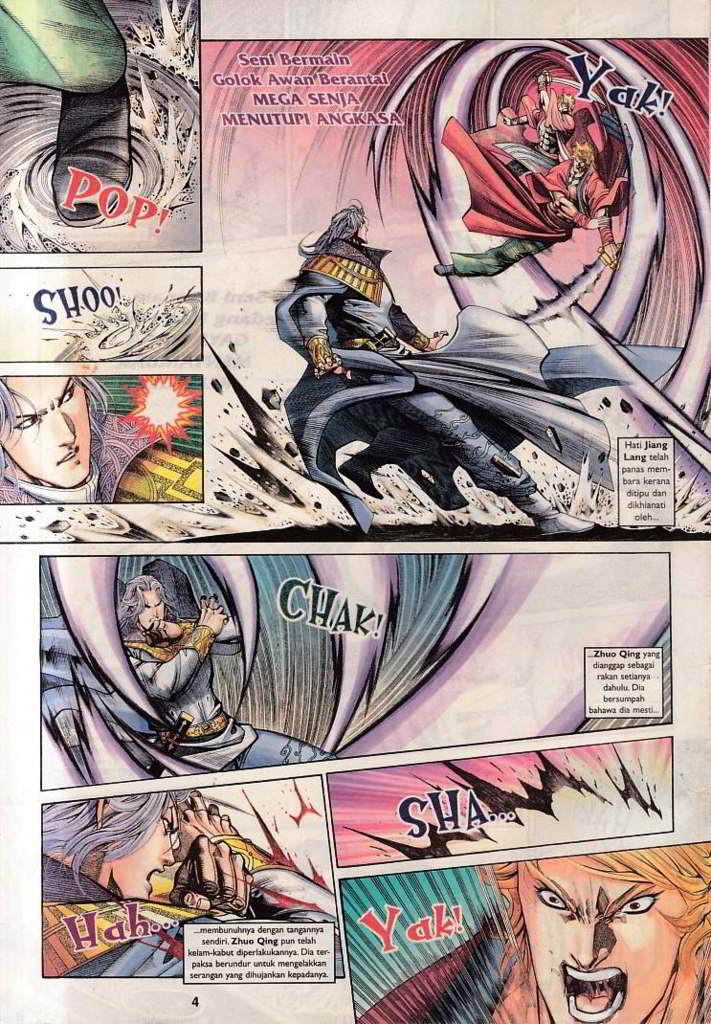 POP!
SHOO!
Seni Bermain
Golok Awan Berantai
MEGA SENJA
MENUTUPI ANGKASA
Yak!
Hati Jiang
Lang telah
panas mem-
bara kerana
ditipu dan
dikhianati
oleh...
CHAK!
...Zhuo Qing yang
dianggap sebagai
rakan setianya
dahulu. Dia
bersumpah
bahawa dia mesti...
SHA...
Hah...
...membunuhnya dengan tangannya
sendiri. Zhuo Qing pun telah
kelam-kabut diperlakukannya. Dia ter-
paksa berundur untuk mengelakkan
serangan yang dihujankan kepadanya.
Yak!
4